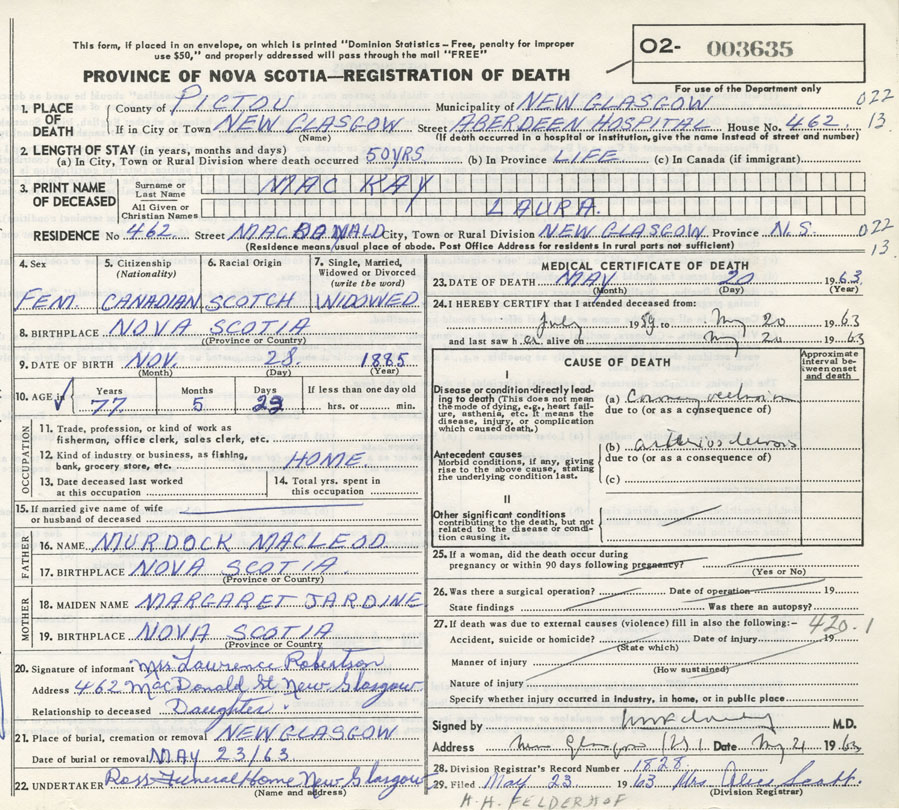 This form, if placed in an envelope, on which is printed "Dominion Statistics – Free, penalty for improper
use $50," and properly addressed will pass through the mail "FREE"
O2- 003635
For use of the Department only
PROVINCE OF NOVA SCOTIA—REGISTRATION OF DEATH
1. PLACE OF DEATH County of PICTOU Municipality of NEW GLASGOW 022
If in City or Town NEW GLASGOW (Name) Street ABERDEEN HOSPITAL House No. 462 13
(If death occurred in a hospital or institution, give the name instead of street and number)
2. LENGTH OF STAY (in years, months and days)
(a) In City, Town or Rural Division where death occurred 50YRS (b) In Province LIFE (c) In Canada (if immigrant)
3. PRINT NAME OF DECEASED
Surname or Last Name MAC KAY
All Given or Christian Names LAURA
RESIDENCE No 462 Street MACDONALD City, Town or Rural Division NEW GLASGOW Province N.S. 022
13
(Residence means usual place of abode. Post Office Address for residents in rural parts not sufficient)
4. Sex FEM.
5. Citizenship (Nationality) CANADIAN
6. Racial Origin SCOTCH
7. Single, Married, Widowed or Divorced (write the word) WIDOWED
8. BIRTHPLACE NOVA SCOTIA
(Province or Country)
9. DATE OF BIRTH NOV. 28 1885
(Month) (Day) (Year)
10. AGE in Years 77 Months 5 Days 22 If less than one day hrs. or min.
OCCUPATION
11. Trade, profession, or kind of work as fisherman, office clerk, sales clerk, etc.
12. Kind of industry or business, as fishing, bank, grocery store, etc. HOME.
13. Date deceased last worked at this occupation
14. Total yrs. spent in this occupation
15. If married give name of wife or husband of deceased
FATHER
16. NAME MURDOCK MACLEOD
17. BIRTHPLACE NOVA SCOTIA
(Province or Country)
MOTHER
18. MAIDEN NAME MARGARET JARDINE
19. BIRTHPLACE NOVA SCOTIA
(Province or Country)
20. Signature of informant Mrs Lawrence Robertson
Address 462 MacDonald St New Glasgow
Relationship to deceased Daughter.
21. Place of burial, cremation or removal NEW GLASGOW
Date of burial or removal MAY 23/63
22. UNDERTAKER Ross Funeral Home New Glasgow
(Name and address)
MEDICAL CERTIFICATE OF DEATH
23. DATE OF DEATH MAY 20 1963
(Month) (Day) (Year)
24. I HEREBY CERTIFY that I attended deceased from:
July 1959 to May 20 1963
and last saw her alive on May 20 1963
CAUSE OF DEATH
Approximate interval between onset and death
I
Disease or condition directly leading to death (This does not mean the mode of dying, e.g., heart failure, asthenia, etc. It means the disease, injury, or complication which caused death.)
(a) Coronary
due to (or as a consequence of)
Antecedent causes
Morbid conditions, if any, giving rise to the above cause, stating the underlying condition last.
(b) arteriosclerosis
due to (or as a consequence of)
(c)
II
Other significant conditions
contributing to the death, but not related to the disease or condition causing it.
25. If a woman, did the death occur during pregnancy or within 90 days following pregnancy?
(Yes or No)
26. Was there a surgical operation? Date of operation 19
State findings Was there an autopsy?
27. If death was due to external causes (violence) fill in also the following:– 420.1
Accident, suicide or homicide? Date of injury 19
(State which)
Manner of injury
(How sustained)
Nature of injury
Specify whether injury occurred in industry, in home, or in public place
Signed by M.D.
Address New Glasgow Date May 21 1963
28. Division Registrar's Record Number 1828
29. Filed May 23 1963 Mrs. Alice Scott.
(Division Registrar)
H.H. FELDERHOF